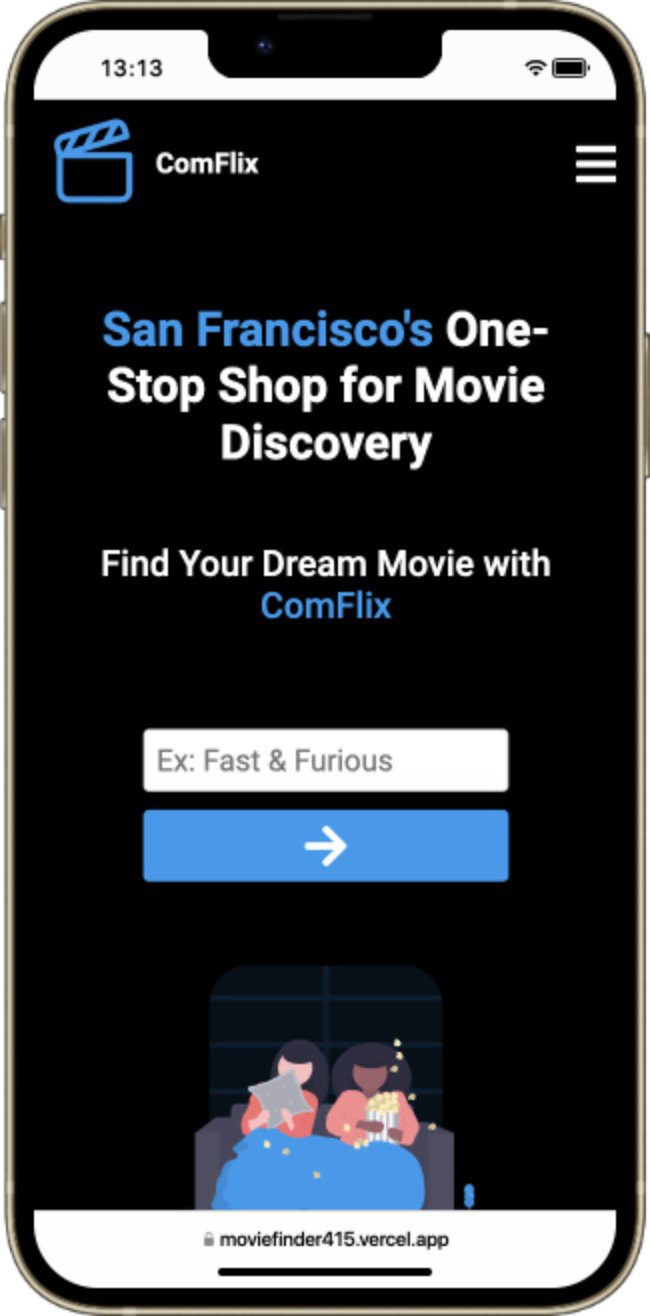 13:13
ComFlix
San Francisco's One-
Stop Shop for Movie
Discovery
Find Your Dream Movie with
ComFlix
Ex: Fast & Furious
moviefinder415.vercel.app